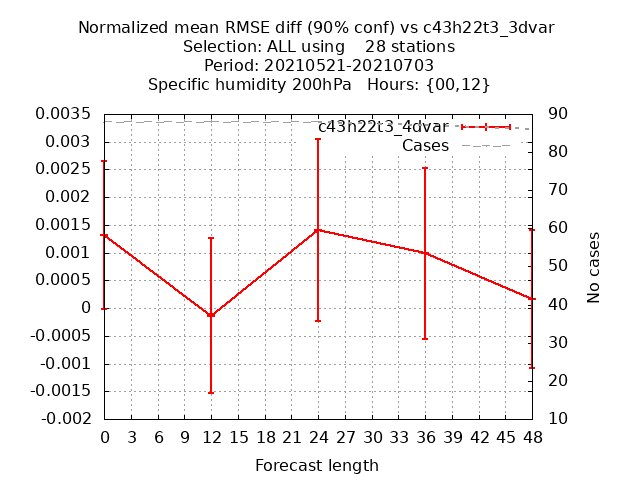 Normalized mean RMSE diff (90% conf) vs c43h22t3_3dvar
Selection: ALL using    28 stations
Period: 20210521-20210703
Specific humidity 200hPa   Hours: {00,12}
c43h22t3_4dvar
Cases
0.0035
0.003
0.0025
0.002
0.0015
0.001
0.0005
0
-0.0005
-0.001
-0.0015
-0.002
90
80
70
60
50
40
30
20
10
No cases
0 3 6 9 12 15 18 21 24 27 30 33 36 39 42 45 48
Forecast length